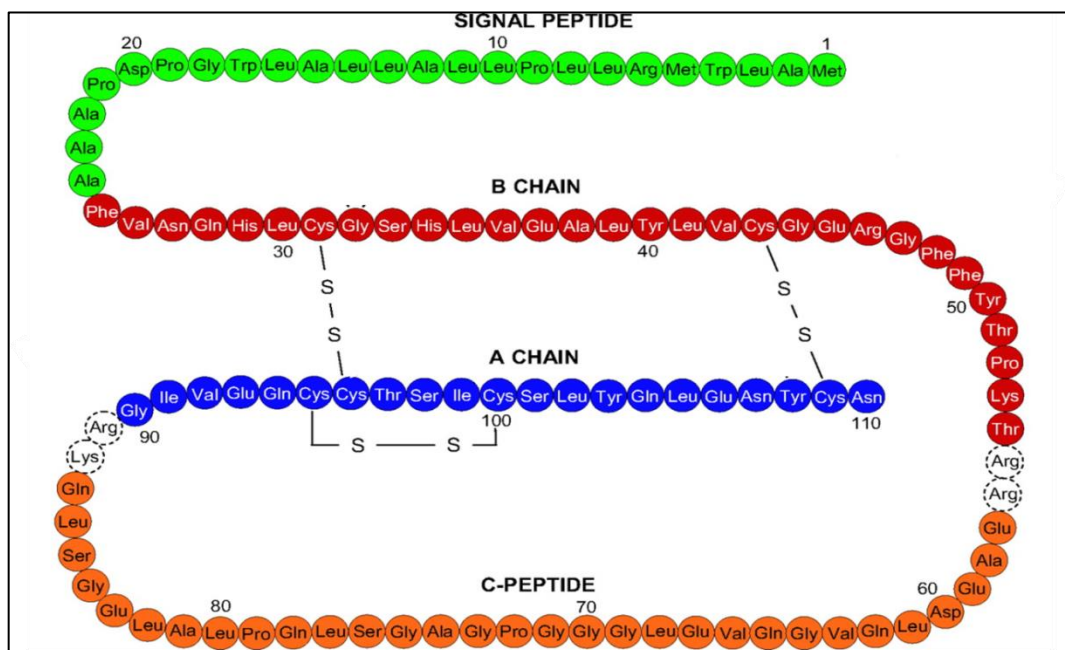 SIGNAL PEPTIDE
20 10 1
Pro Asp Pro Gly Trp Leu Ala Leu Leu Ala Leu Leu Pro Leu Leu Arg Met Trp Leu Ala Met
Ala
Ala
Ala
B CHAIN
Phe Val Asn Gln His Leu Cys Gly Ser His Leu Val Glu Ala Leu Tyr Leu Val Cys Gly Glu Arg Gly Phe Phe Tyr
30 40 50
Thr
Pro
Lys
Thr
S S
S S
A CHAIN
Gly Ile Val Glu Gln Cys Cys Thr Ser Ile Cys Ser Leu Tyr Gln Leu Glu Asn Tyr Cys Asn
90 100 110
S S
Arg
Lys
Arg
Arg
Gln
Leu
Ser
Gly
Glu
Ala
Glu
C-PEPTIDE
80 70 60
Glu Leu Ala Leu Pro Gln Leu Ser Gly Ala Gly Pro Gly Gly Gly Leu Glu Val Gln Gly Val Gln Leu Asp